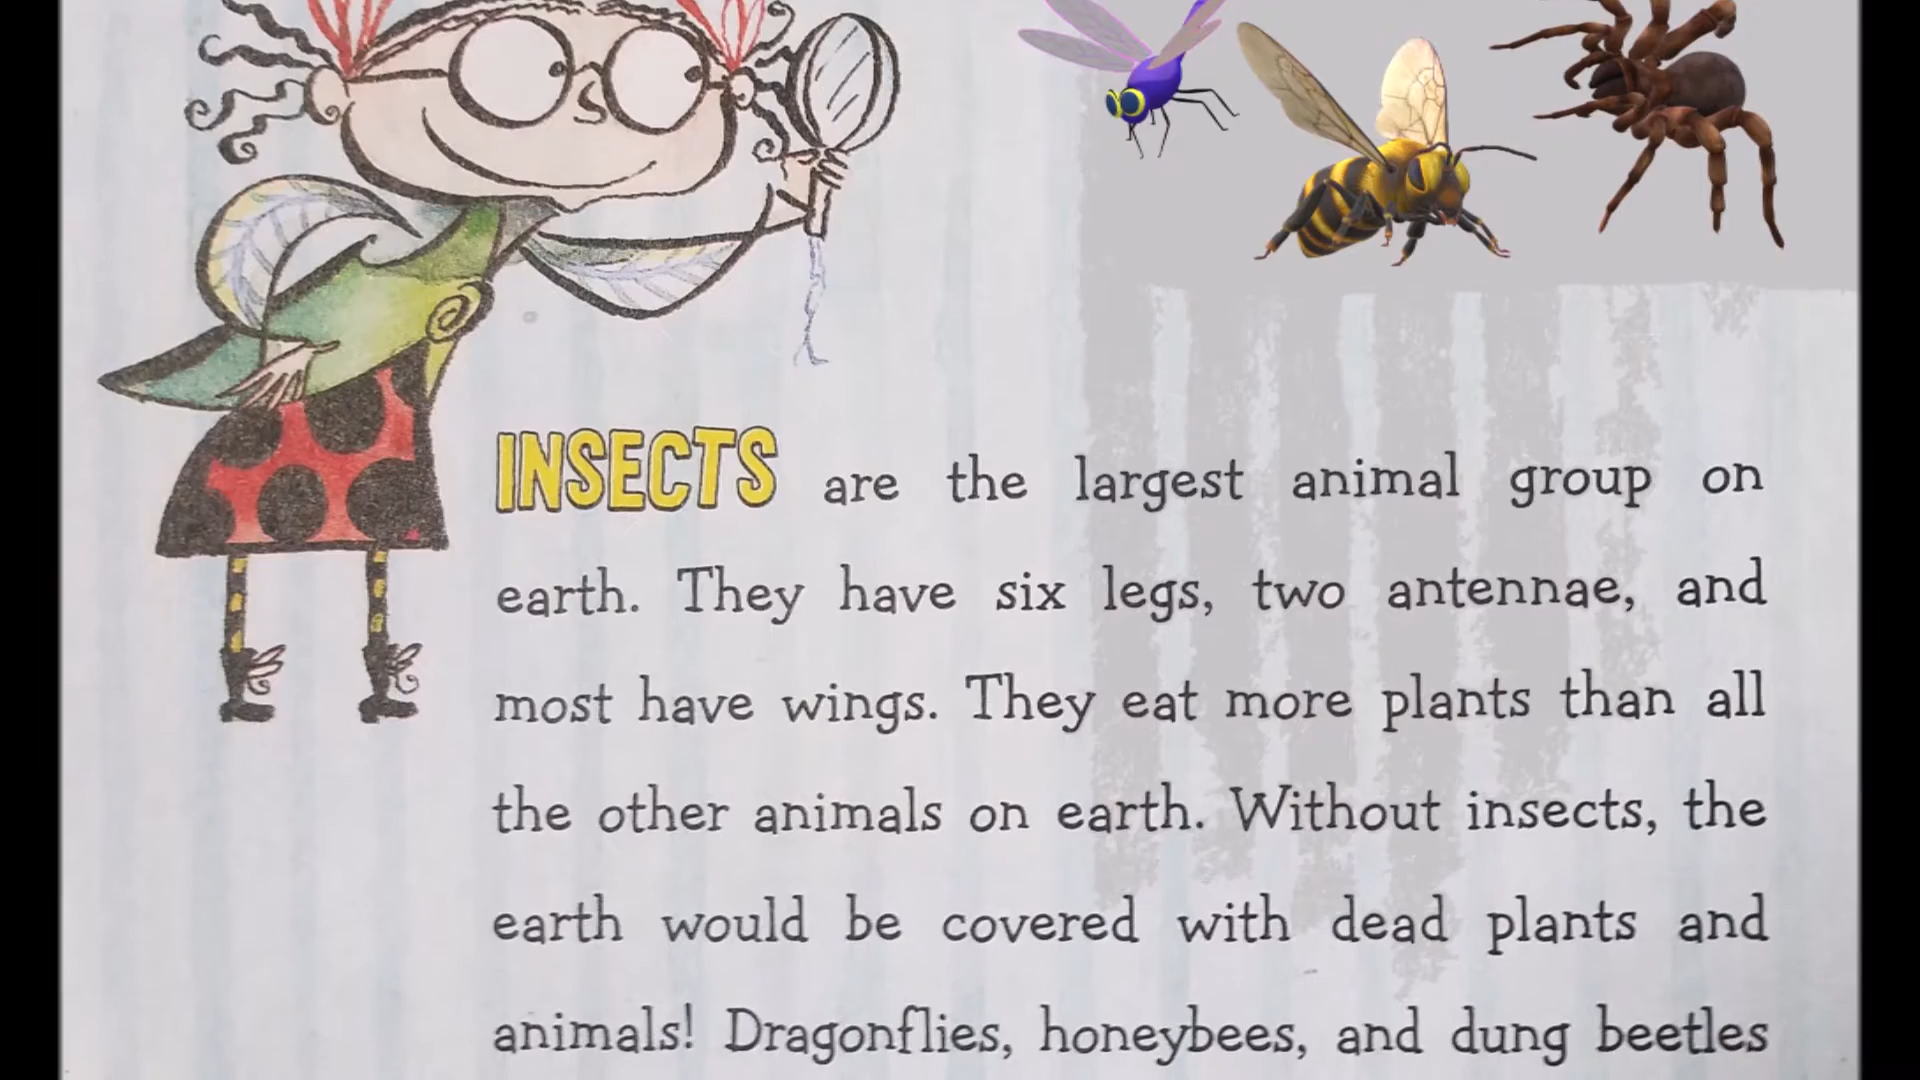 INSECTS are the largest animal group on
earth. They have six legs, two antennae, and
most have wings. They eat more plants than all
the other animals on earth. Without insects, the
earth would be covered with dead plants and
animals! Dragonflies, honeybees, and dung beetles